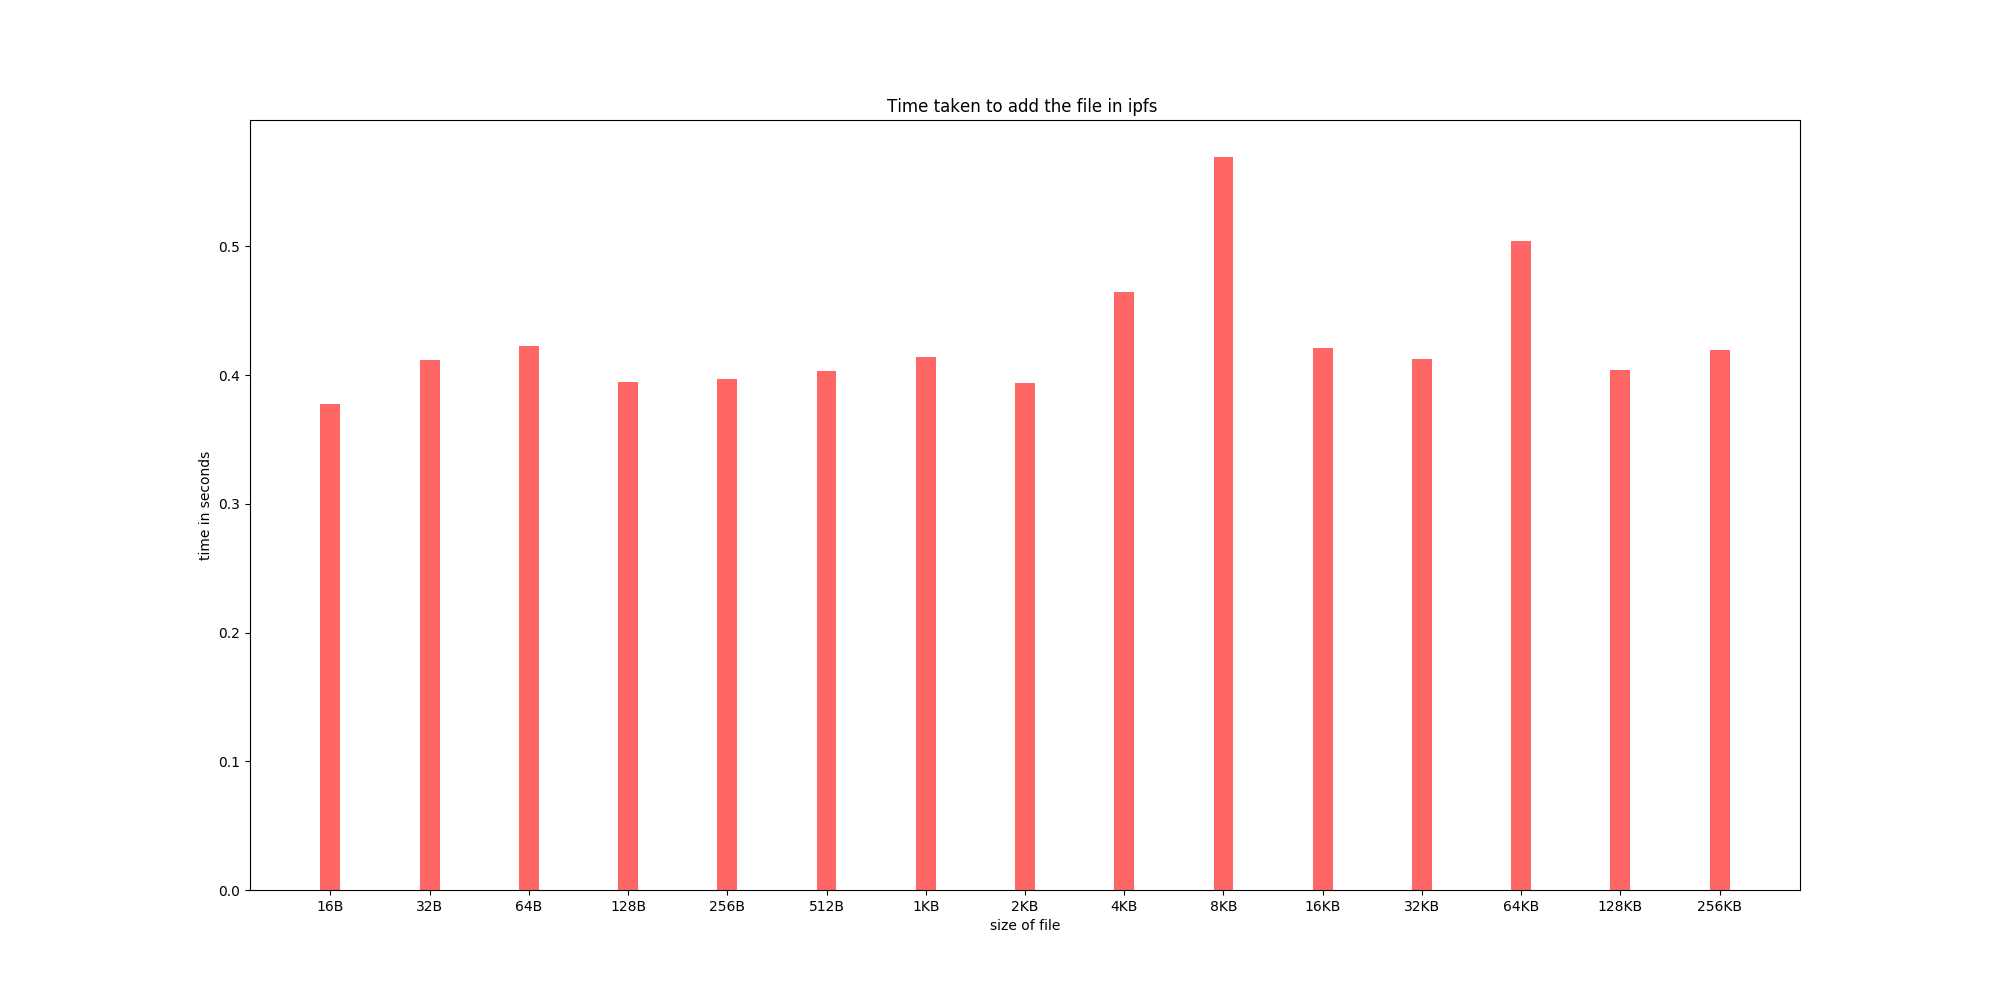 Time taken to add the file in ipfs
time in seconds
0.5
0.4
0.3
0.2
0.1
0.0
16B 32B 64B 128B 256B 512B 1KB 2KB 4KB 8KB 16KB 32KB 64KB 128KB 256KB
size of file